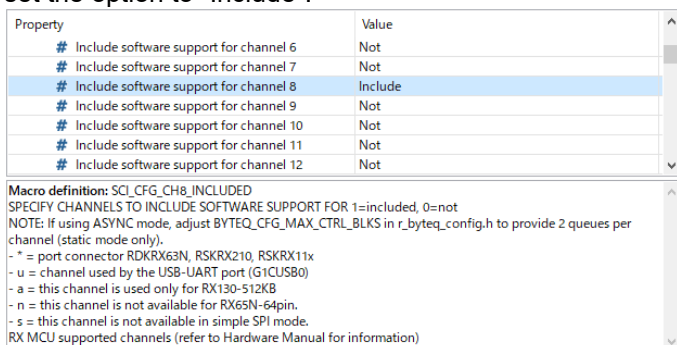 set the option to "Include".
Property Value
# Include software support for channel 6 Not
# Include software support for channel 7 Not
# Include software support for channel 8 Include
# Include software support for channel 9 Not
# Include software support for channel 10 Not
# Include software support for channel 11 Not
# Include software support for channel 12 Not
Macro definition: SCI_CFG_CH8_INCLUDED
SPECIFY CHANNELS TO INCLUDE SOFTWARE SUPPORT FOR 1=included, 0=not
NOTE: If using ASYNC mode, adjust BYTEQ_CFG_MAX_CTRL_BLKS in r_byteq_config.h to provide 2 queues per
channel (static mode only).
- * = port connector RDKRX63N, RSKRX210, RSKRX11x
- u = channel used by the USB-UART port (G1CUSB0)
- a = this channel is used only for RX130-512KB
- n = this channel is not available for RX65N-64pin.
- s = this channel is not available in simple SPI mode.
RX MCU supported channels (refer to Hardware Manual for information)